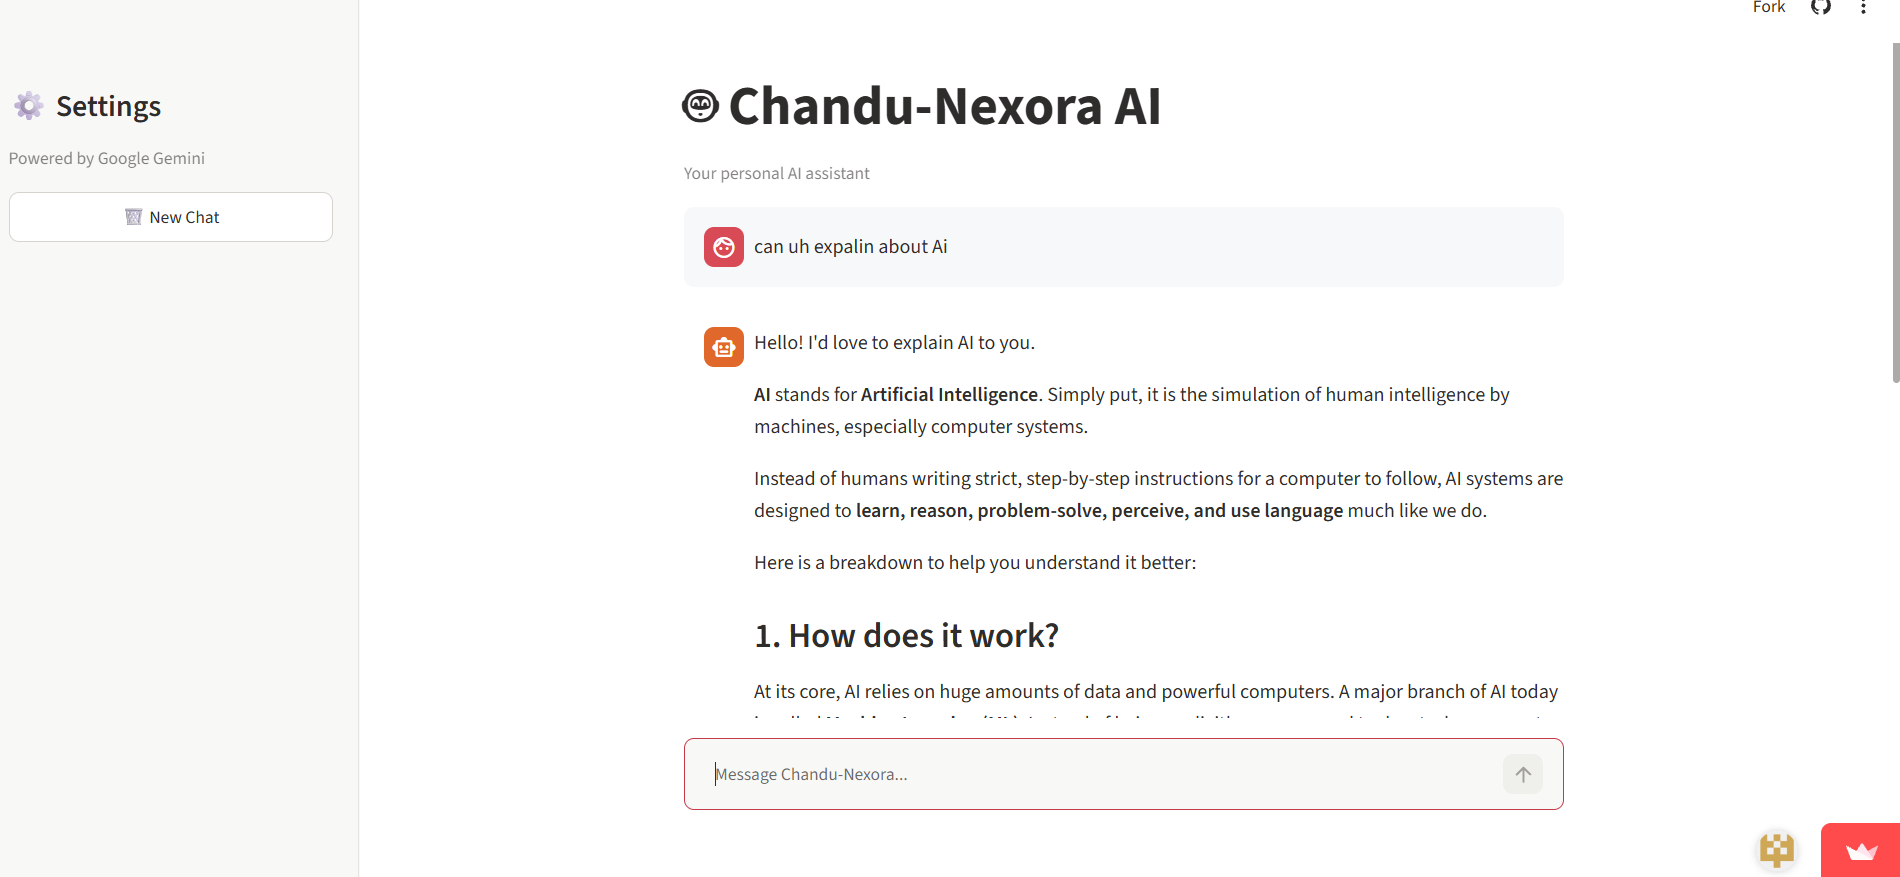 Fork
Settings
Powered by Google Gemini
New Chat
Chandu-Nexora AI
Your personal AI assistant
can uh expalin about Ai
Hello! I'd love to explain AI to you.
AI stands for Artificial Intelligence. Simply put, it is the simulation of human intelligence by
machines, especially computer systems.
Instead of humans writing strict, step-by-step instructions for a computer to follow, AI systems are
designed to learn, reason, problem-solve, perceive, and use language much like we do.
Here is a breakdown to help you understand it better:
1. How does it work?
At its core, AI relies on huge amounts of data and powerful computers. A major branch of AI today
Message Chandu-Nexora...